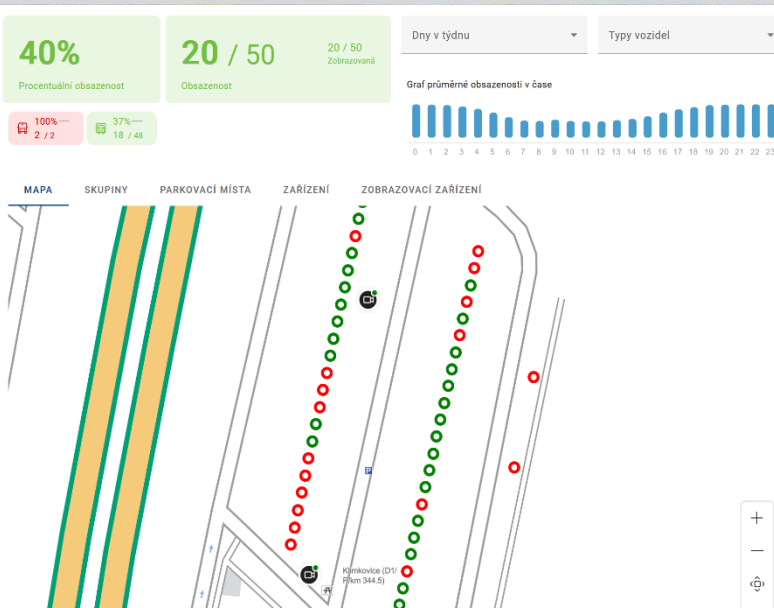 40%
Procentuální obsazenost
20 / 50
Obsazenost
20 / 50
Zobrazovaná
100%
2 / 2
37%
18 / 48
Dny v týdnu
Typy vozidel
Graf průměrné obsazenosti v čase
0 1 2 3 4 5 6 7 8 9 10 11 12 13 14 15 16 17 18 19 20 21 22 23
MAPA SKUPINY PARKOVACÍ MÍSTA ZAŘÍZENÍ ZOBRAZOVACÍ ZAŘÍZENÍ
P
Klimkovice (D1/
P/km 344.5)